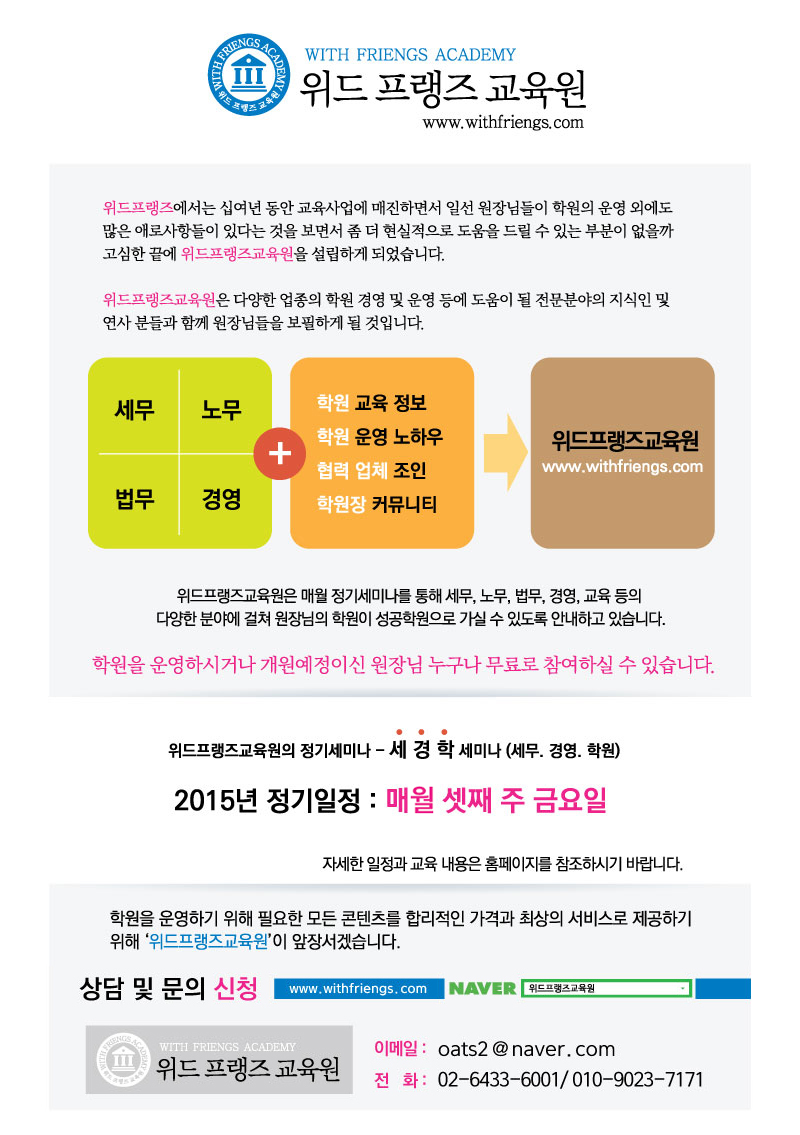 WITH FRIENGS ACADEMY
위드 프랭즈 교육원
WITH FRIENGS ACADEMY
위드 프랭즈 교육원
www.withfriengs.com
위드프랭즈에서는 십여년 동안 교육사업에 매진하면서 일선 원장님들이 학원의 운영 외에도
많은 애로사항들이 있다는 것을 보면서 좀 더 현실적으로 도움을 드릴 수 있는 부분이 없을까
고심한 끝에 위드프랭즈교육원을 설립하게 되었습니다.
위드프랭즈교육원은 다양한 업종의 학원 경영 및 운영 등에 도움이 될 전문분야의 지식인 및
연사 분들과 함께 원장님들을 보필하게 될 것입니다.
세무
노무
법무
경영
+
학원 교육 정보
학원 운영 노하우
협력 업체 조인
학원장 커뮤니티
위드프랭즈교육원
www.withfriengs.com
위드프랭즈교육원은 매월 정기세미나를 통해 세무, 노무, 법무, 경영, 교육 등의
다양한 분야에 걸쳐 원장님의 학원이 성공학원으로 가실 수 있도록 안내하고 있습니다.
학원을 운영하시거나 개원예정이신 원장님 누구나 무료로 참여하실 수 있습니다.
위드프랭즈교육원의 정기세미나 - 세 경 학 세미나 (세무. 경영. 학원)
2015년 정기일정 : 매월 셋째 주 금요일
자세한 일정과 교육 내용은 홈페이지를 참조하시기 바랍니다.
학원을 운영하기 위해 필요한 모든 콘텐츠를 합리적인 가격과 최상의 서비스로 제공하기
위해 ‘위드프랭즈교육원’이 앞장서겠습니다.
상담 및 문의 신청 www.withfriengs.com NAVER 위드프랭즈교육원
WITH FRIENGS ACADEMY
위드 프랭즈 교육원
WITH FRIENGS ACADEMY
위드 프랭즈 교육원
이메일 : oats2@naver.com
전 화 : 02-6433-6001/ 010-9023-7171